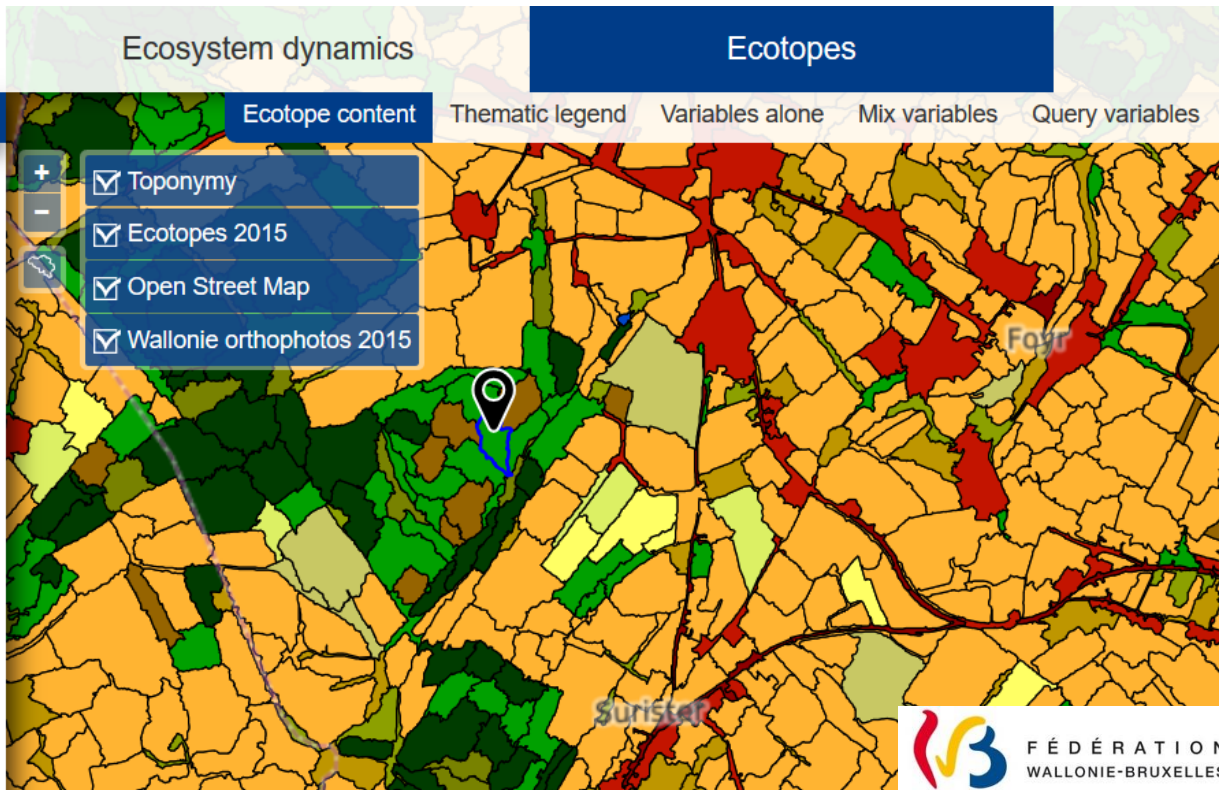 Ecosystem dynamics
Ecotopes
Ecotope content
Thematic legend
Variables alone
Mix variables
Query variables
+
−
Toponymy
Ecotopes 2015
Open Street Map
Wallonie orthophotos 2015
Fayr
Surister
FÉDÉRATION
WALLONIE-BRUXELLES